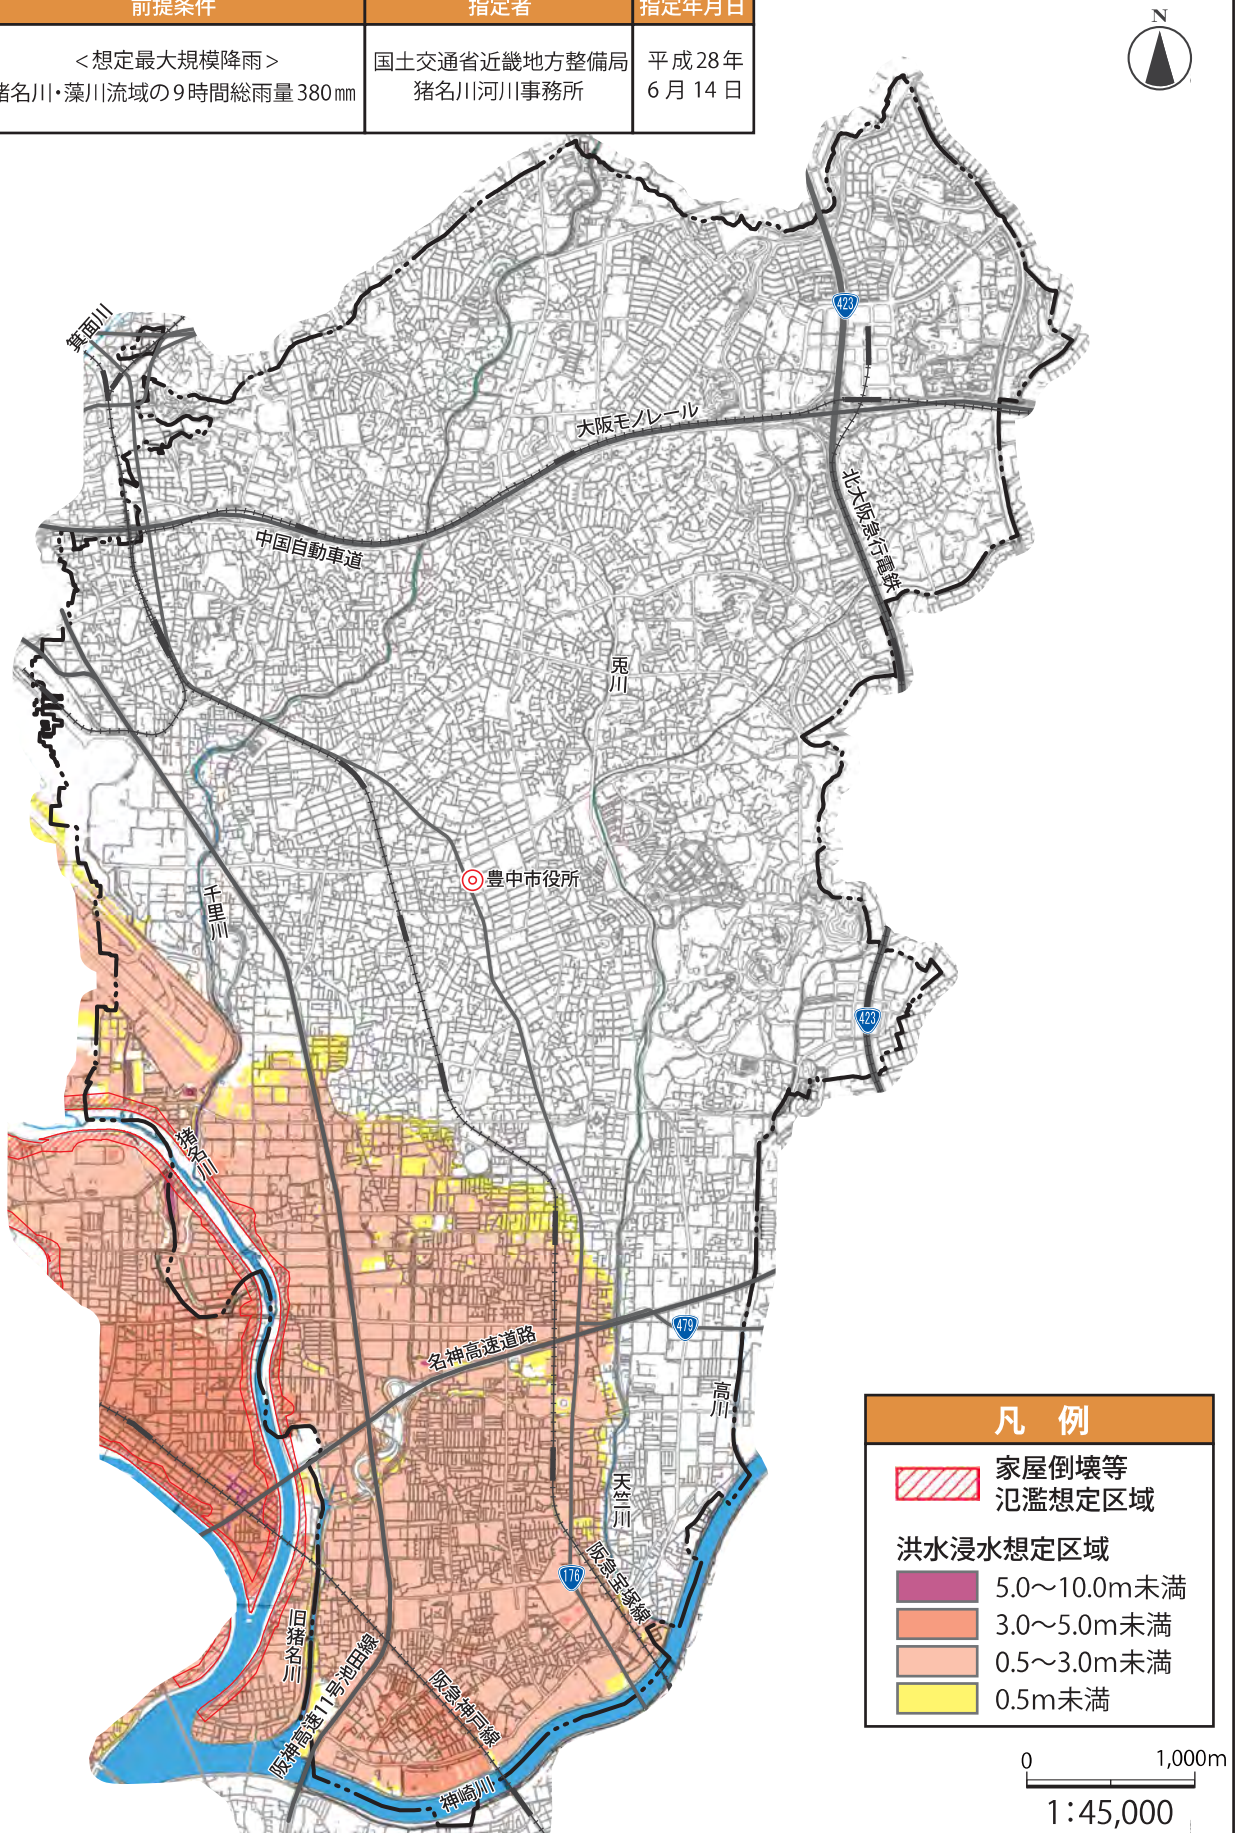 前提条件
指定者
指定年月日
<想定最大規模降雨>
猪名川・藻川流域の9時間総雨量380㎜
国土交通省近畿地方整備局
猪名川河川事務所
平成28年
6月14日
N
423
箕面川
大阪モノレール
北大阪急行電鉄
中国自動車道
兎川
豊中市役所
千里川
423
猪名川
479
名神高速道路
高川
天竺川
阪急宝塚線
176
旧猪名川
阪神高速11号池田線
阪急神戸線
神崎川
凡 例
家屋倒壊等
氾濫想定区域
洪水浸水想定区域
5.0〜10.0m未満
3.0〜5.0m未満
0.5〜3.0m未満
0.5m未満
0 1,000m
1:45,000